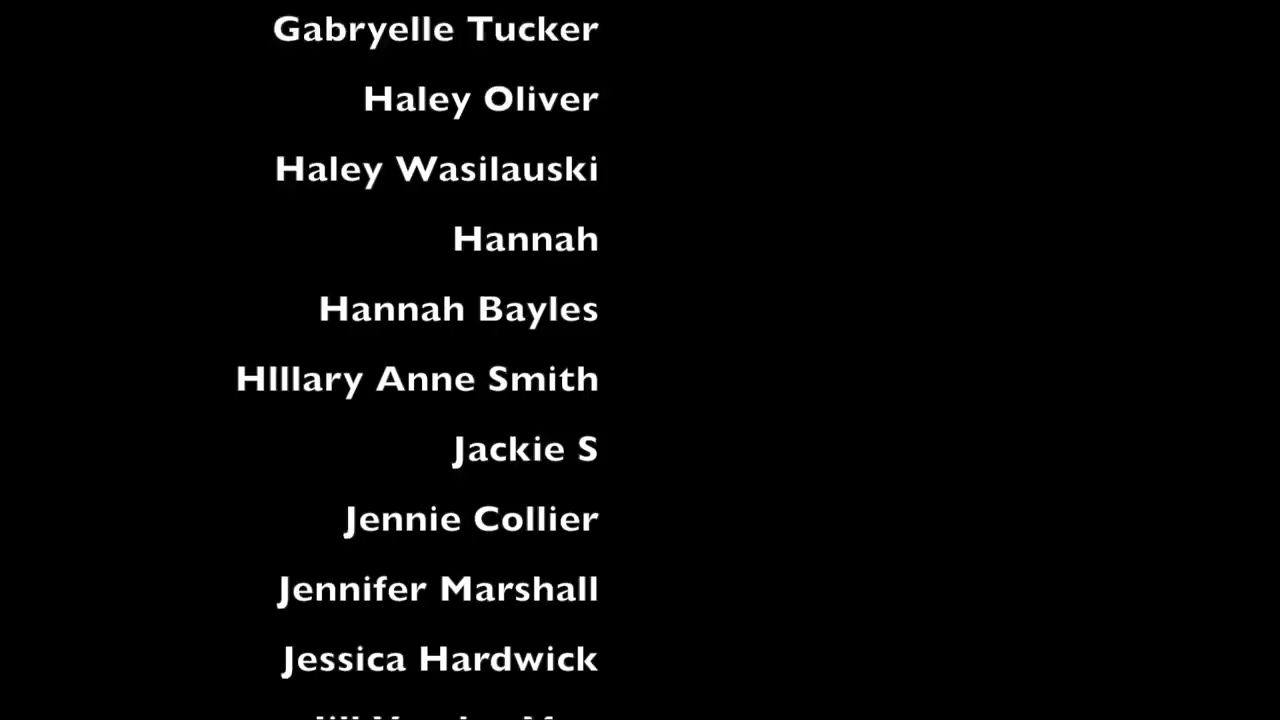 Gabryelle Tucker
Haley Oliver
Haley Wasilauski
Hannah
Hannah Bayles
HIllary Anne Smith
Jackie S
Jennie Collier
Jennifer Marshall
Jessica Hardwick